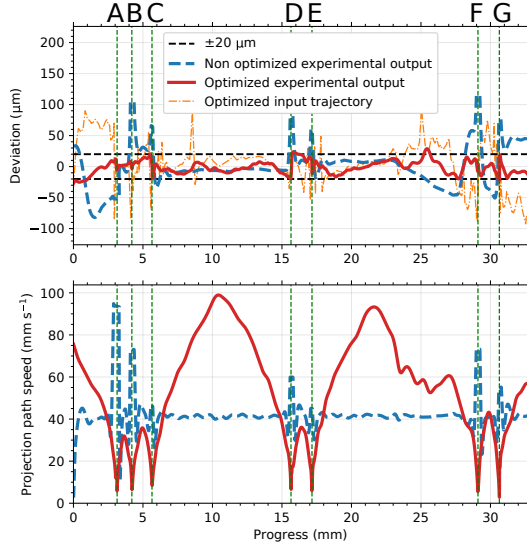 A B C D E F G
±20 μm
Non optimized experimental output
Optimized experimental output
Optimized input trajectory
Deviation (μm)
200
150
100
50
0
−50
−100
0 5 10 15 20 25 30
Projection path speed (mm s⁻¹)
100
80
60
40
20
0
0 5 10 15 20 25 30
Progress (mm)